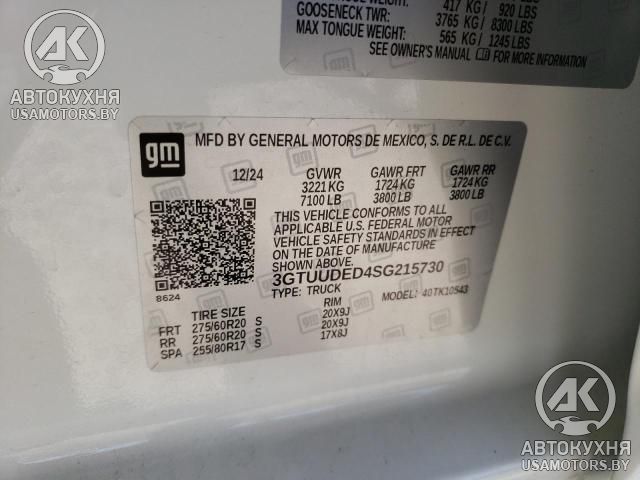 417 KG/ 920 LBS
GOOSENECK TWR: 3765 KG/ 8300 LBS
MAX TONGUE WEIGHT: 565 KG/ 1245 LBS
SEE OWNER'S MANUAL gm FOR MORE INFORMATION
AK
АВТОКУХНЯ
USAMOTORS.BY
gm
MFD BY GENERAL MOTORS DE MEXICO, S. DE R.L. DE C.V.
12/24 GVWR GAWR FRT GAWR RR
3221 KG 1724 KG 1724 KG
7100 LB 3800 LB 3800 LB
THIS VEHICLE CONFORMS TO ALL
APPLICABLE U.S. FEDERAL MOTOR
VEHICLE SAFETY STANDARDS IN EFFECT
ON THE DATE OF MANUFACTURE
8624
3GTUUDED4SG215730
TYPE: TRUCK MODEL: 40TK10543
TIRE SIZE RIM
FRT 275/60R20 S 20X9J
RR 275/60R20 S 20X9J
SPA 255/80R17 S 17X8J
AK
АВТОКУХНЯ
USAMOTORS.BY